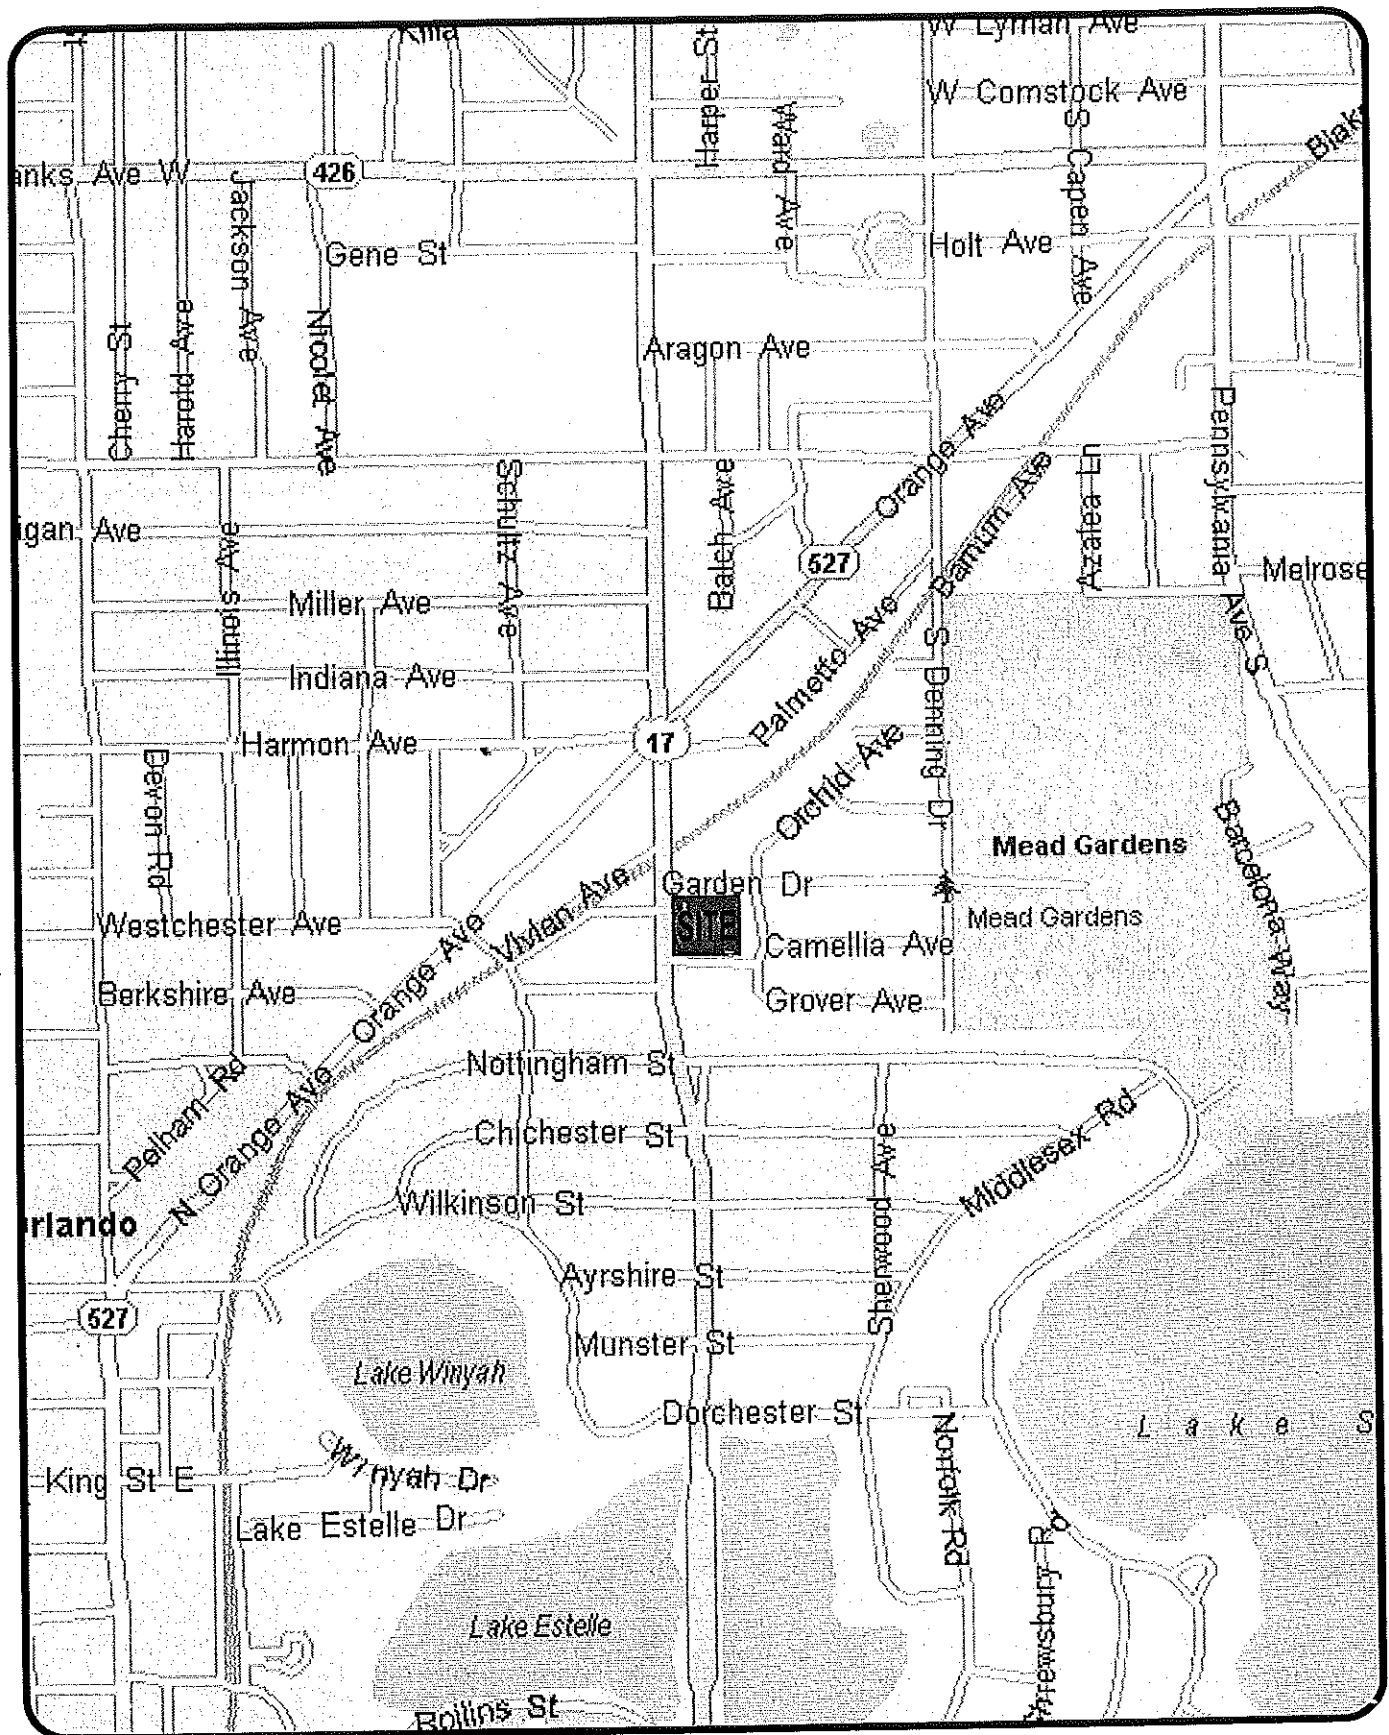 W Lyman Ave
Harper St
W Comstock Ave
S Capen Ave
Ward Ave
426
Ave W
Jackson Ave
Gene St
Holt Ave
Cherry St
Harold Ave
Nicolet Ave
Aragon Ave
Orange Ave
Pennsylvania Ave S
Schultz Ave
Balch Ave
Barnum Ave
Azalea Ln
igan Ave
Illinois Ave
527
Melrose
Miller Ave
Palmetto Ave
Indiana Ave
S Denning Dr
Harmon Ave
17
Devon Rd
Orchid Ave
Barcelona Way
Mead Gardens
Vivian Ave
Garden Dr
SITE
Mead Gardens
Westchester Ave
Orange Ave
Camellia Ave
Berkshire Ave
Grover Ave
Nottingham St
Pelham Rd
N Orange Ave
Chichester St
Sherwood Ave
Middlesex Rd
Wilkinson St
rlando
Ayrshire St
527
Munster St
Lake Winyah
Dorchester St
Norfolk Rd
Lake S
King St E
Winyah Dr
Lake Estelle Dr
Lake Estelle
hrewsbury Rd
Rollins St